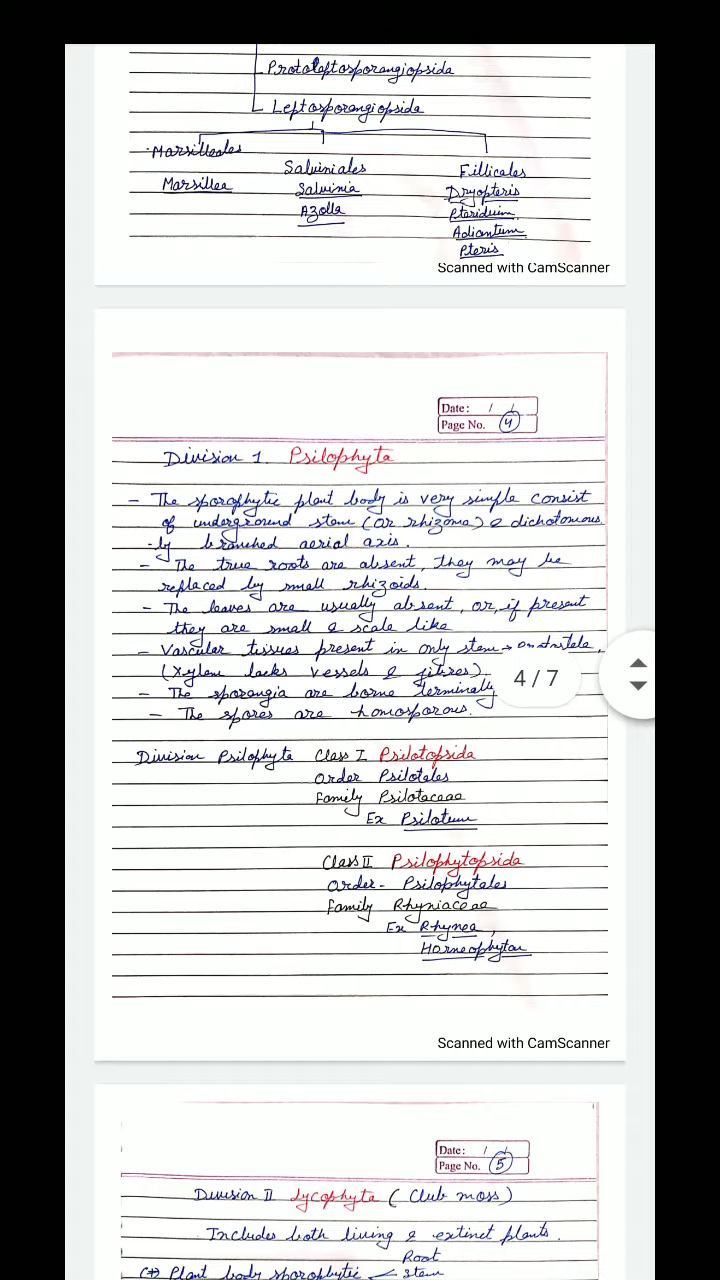 Protoleptosporangiopsida
Leptosporangiopsida
Marsilleales Salviniales Fillicales
Marsillea Salvinia Dryopteris
Azolla Pteriduim
Adiantum
Pteris
Scanned with CamScanner
Date: / /
Page No. 4
Division 1. Psilophyta
- The sporophytic plant body is very simple consist
of underground stem (or rhizome) & dichotomous
-ly branched aerial axis.
- The true roots are absent, they may be
replaced by small rhizoids.
- The leaves are usually absent, or, if present
they are small & scale like
- Vascular tissues present in only stem →
(xylem lacks vessels & fibres).
- The sporangia are borne terminally
- The spores are homosporous.
4 / 7
Division Psilophyta Class I Psilotopsida
Order Psilotales
Family Psilotaceae
Ex Psilotum
Class II Psilophytopsida
Order - Psilophytales
Family Rhyniaceae
Ex Rhynea,
Horneophyton
Scanned with CamScanner
Date: / /
Page No. 5
Division II Lycophyta (Club moss)
Includes both living & extinct plants.
Root
(→ Plant body sporophytic < Stem